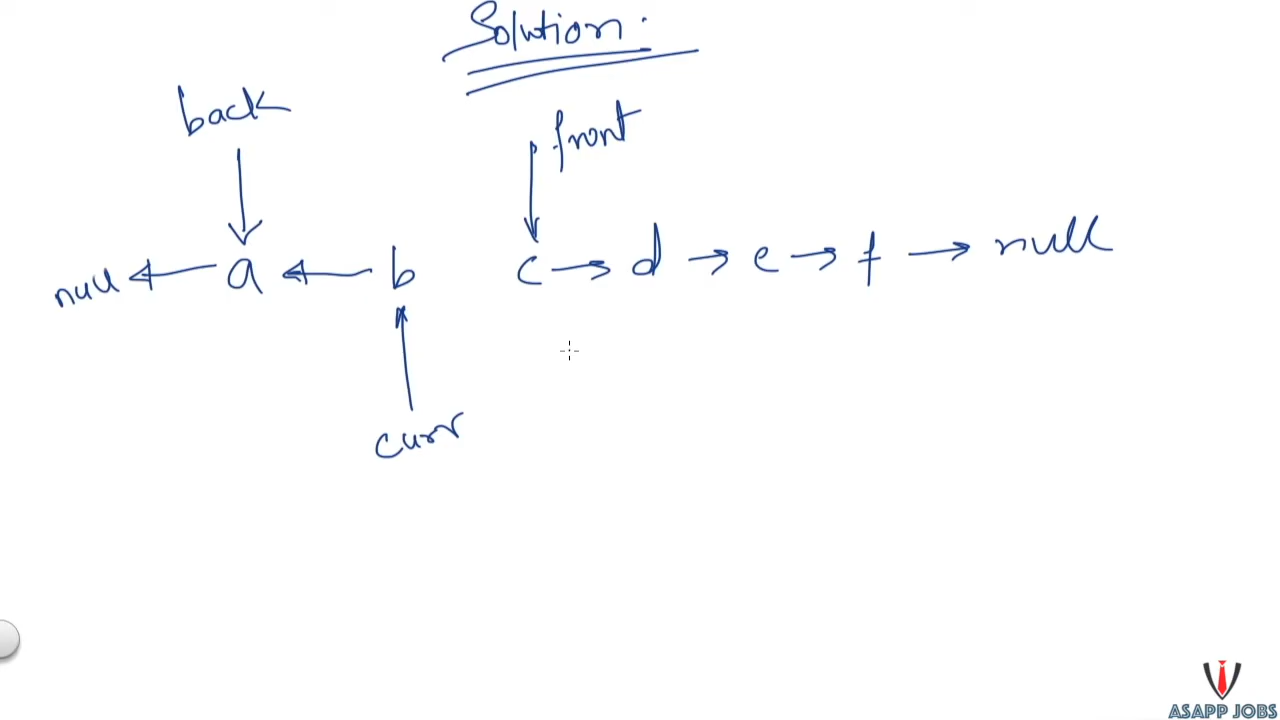 Solution:
back
front
null ← a ← b c → d → e → f → null
curr
ASAPP JOBS